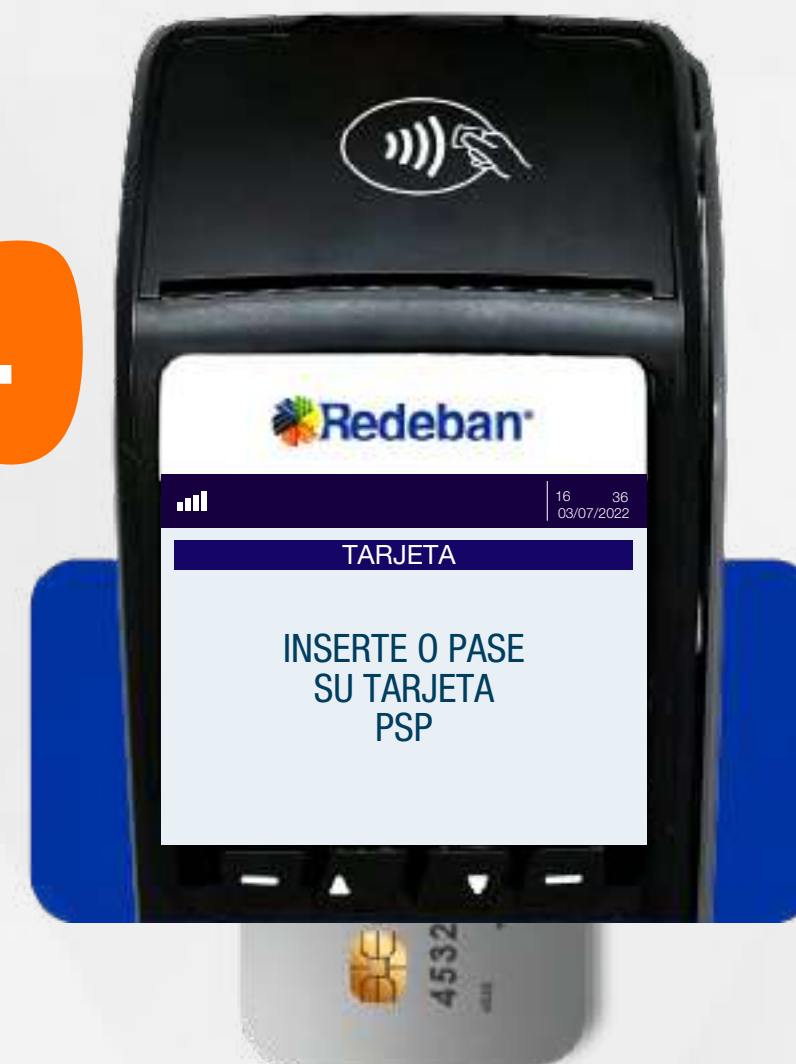 Redeban
16 36
03/07/2022
TARJETA
INSERTE O PASE
SU TARJETA
PSP
4532